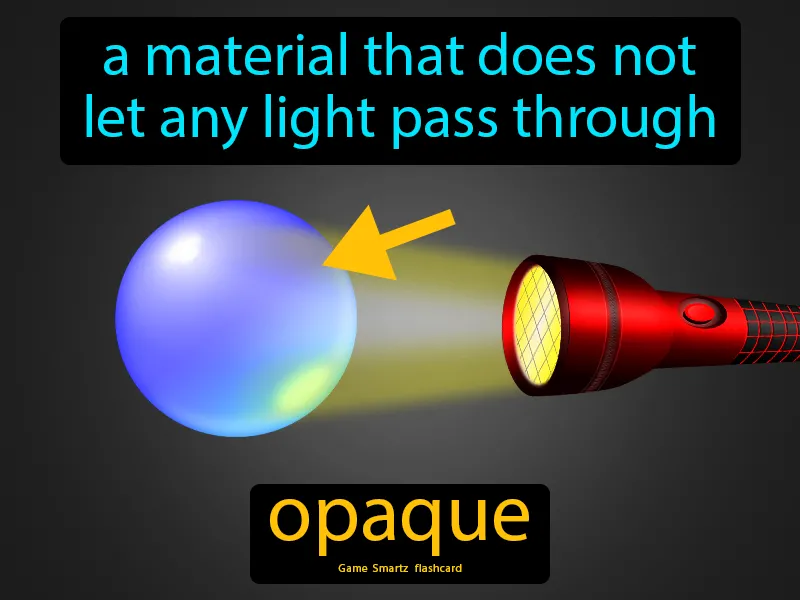 a material that does not
let any light pass through
opaque
Game Smartz flashcard